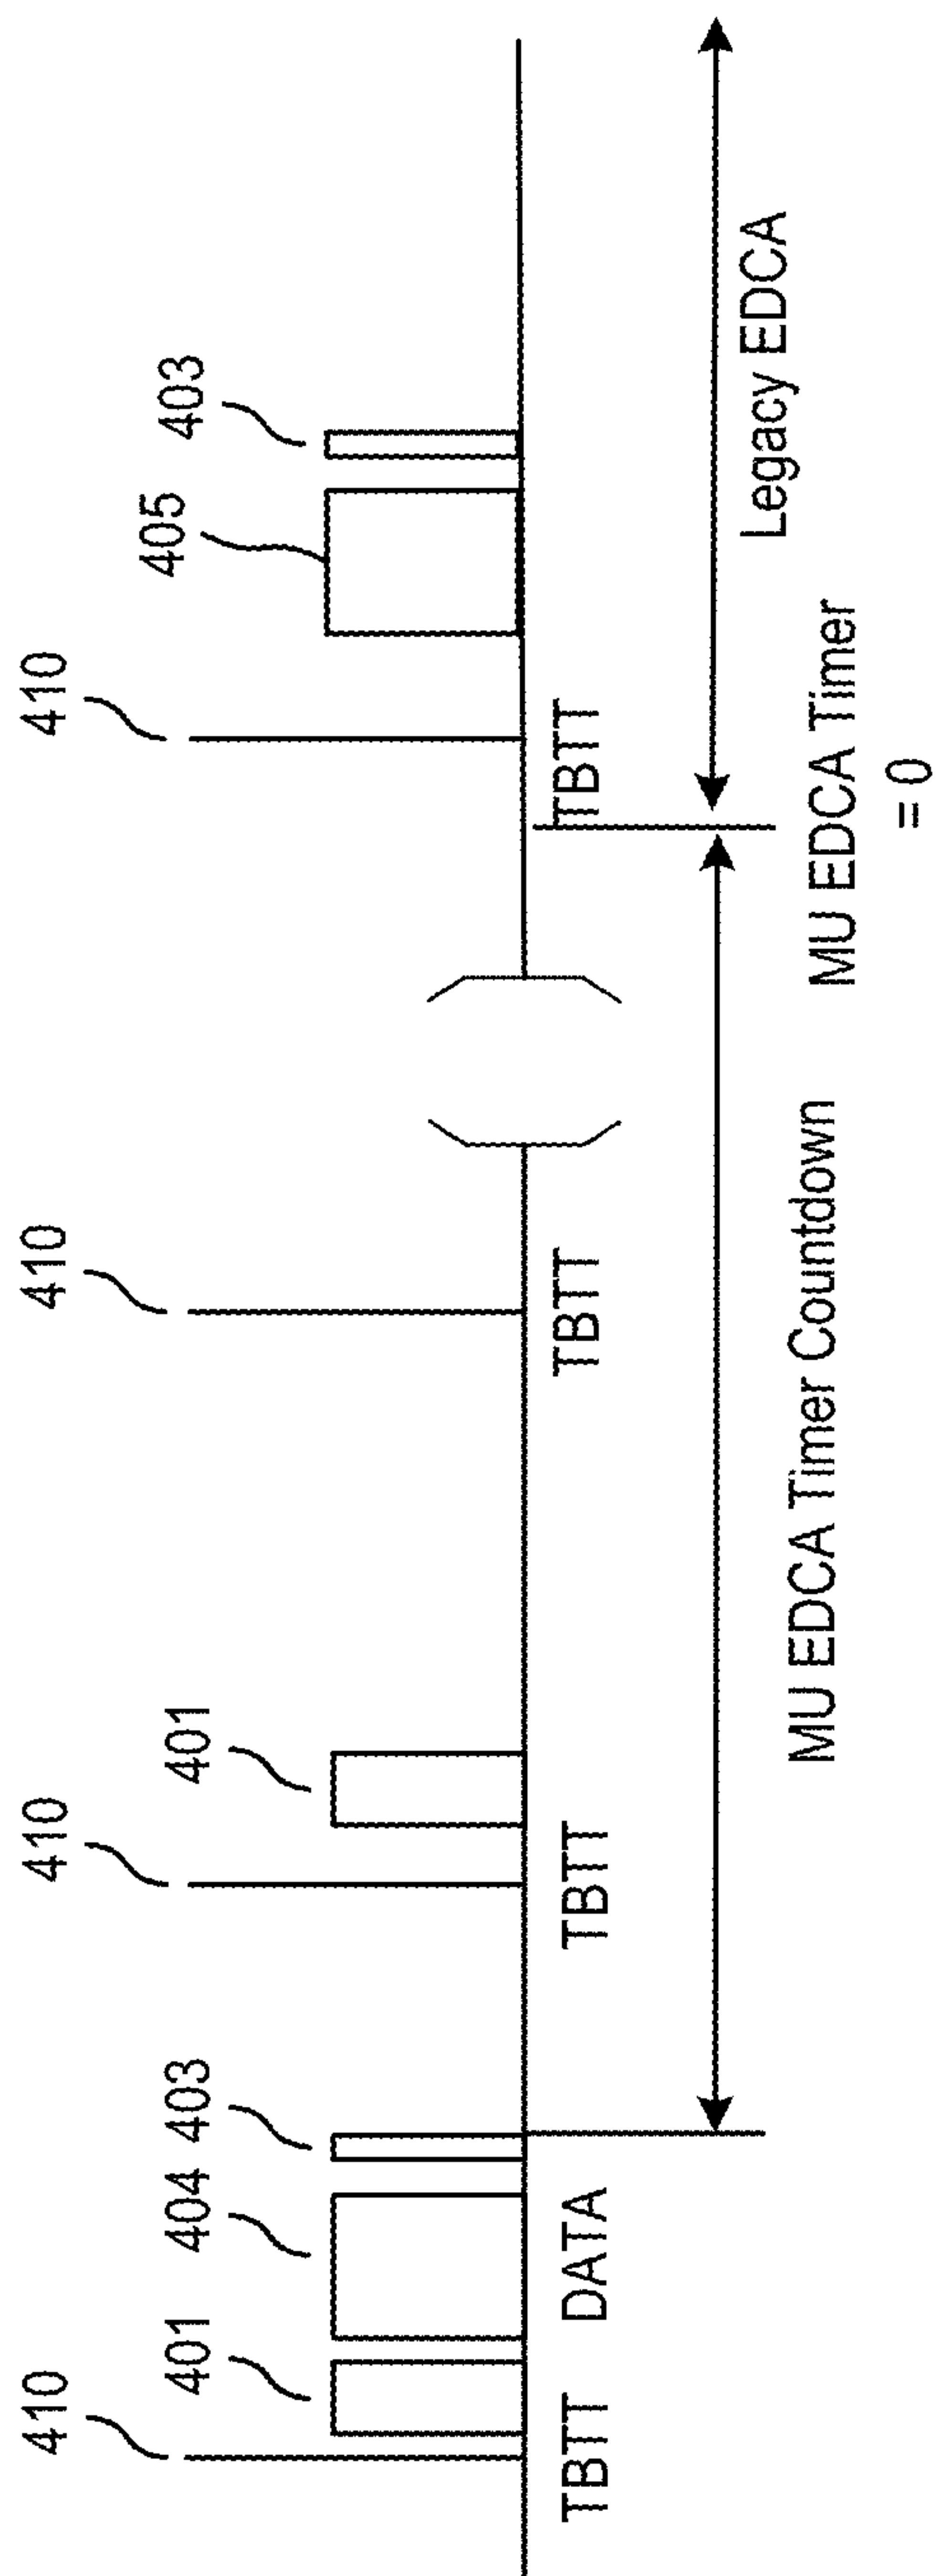 410
410
410
410
401
404
403
401
405
403
TBTT
DATA
TBTT
TBTT
TBTT
MU EDCA Timer Countdown
MU EDCA Timer
= 0
Legacy EDCA